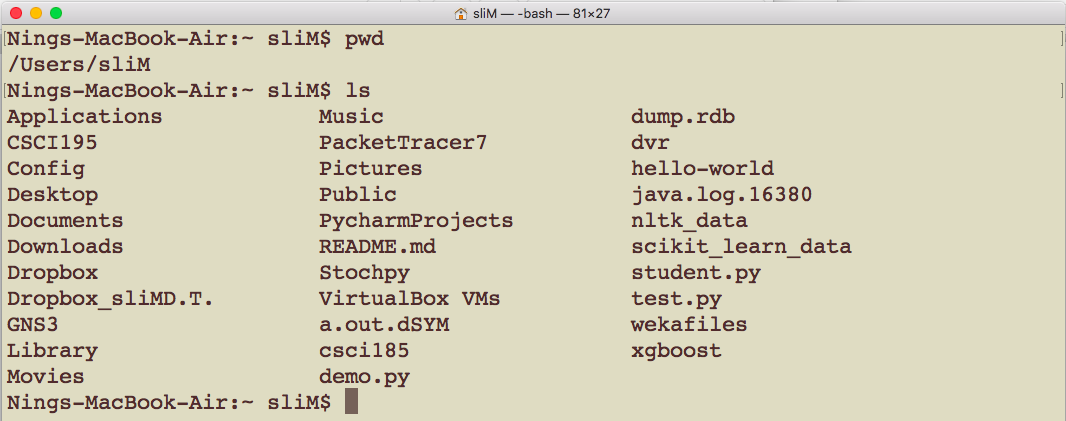 sliM — -bash — 81×27
Nings-MacBook-Air:~ sliM$ pwd
/Users/sliM
Nings-MacBook-Air:~ sliM$ ls
Applications Music dump.rdb
CSCI195 PacketTracer7 dvr
Config Pictures hello-world
Desktop Public java.log.16380
Documents PycharmProjects nltk_data
Downloads README.md scikit_learn_data
Dropbox Stochpy student.py
Dropbox_sliMD.T. VirtualBox VMs test.py
GNS3 a.out.dSYM wekafiles
Library csci185 xgboost
Movies demo.py
Nings-MacBook-Air:~ sliM$